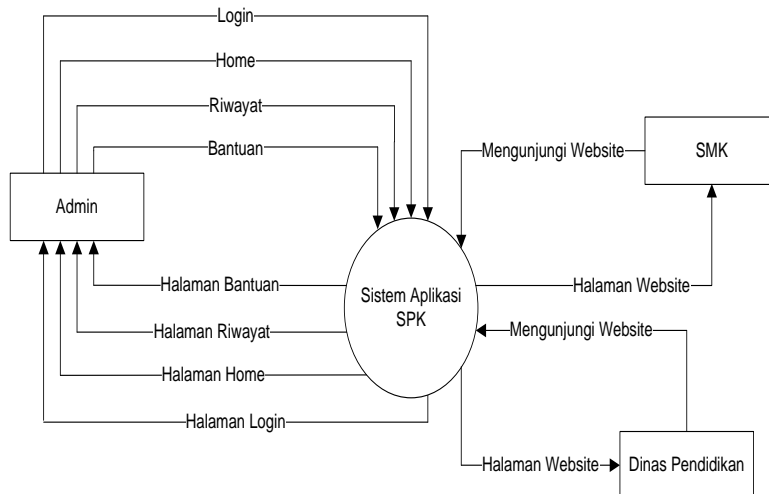 Login
Home
Riwayat
Bantuan
Mengunjungi Website
SMK
Admin
Halaman Bantuan
Sistem Aplikasi
SPK
Halaman Website
Halaman Riwayat
Mengunjungi Website
Halaman Home
Halaman Login
Halaman Website
Dinas Pendidikan